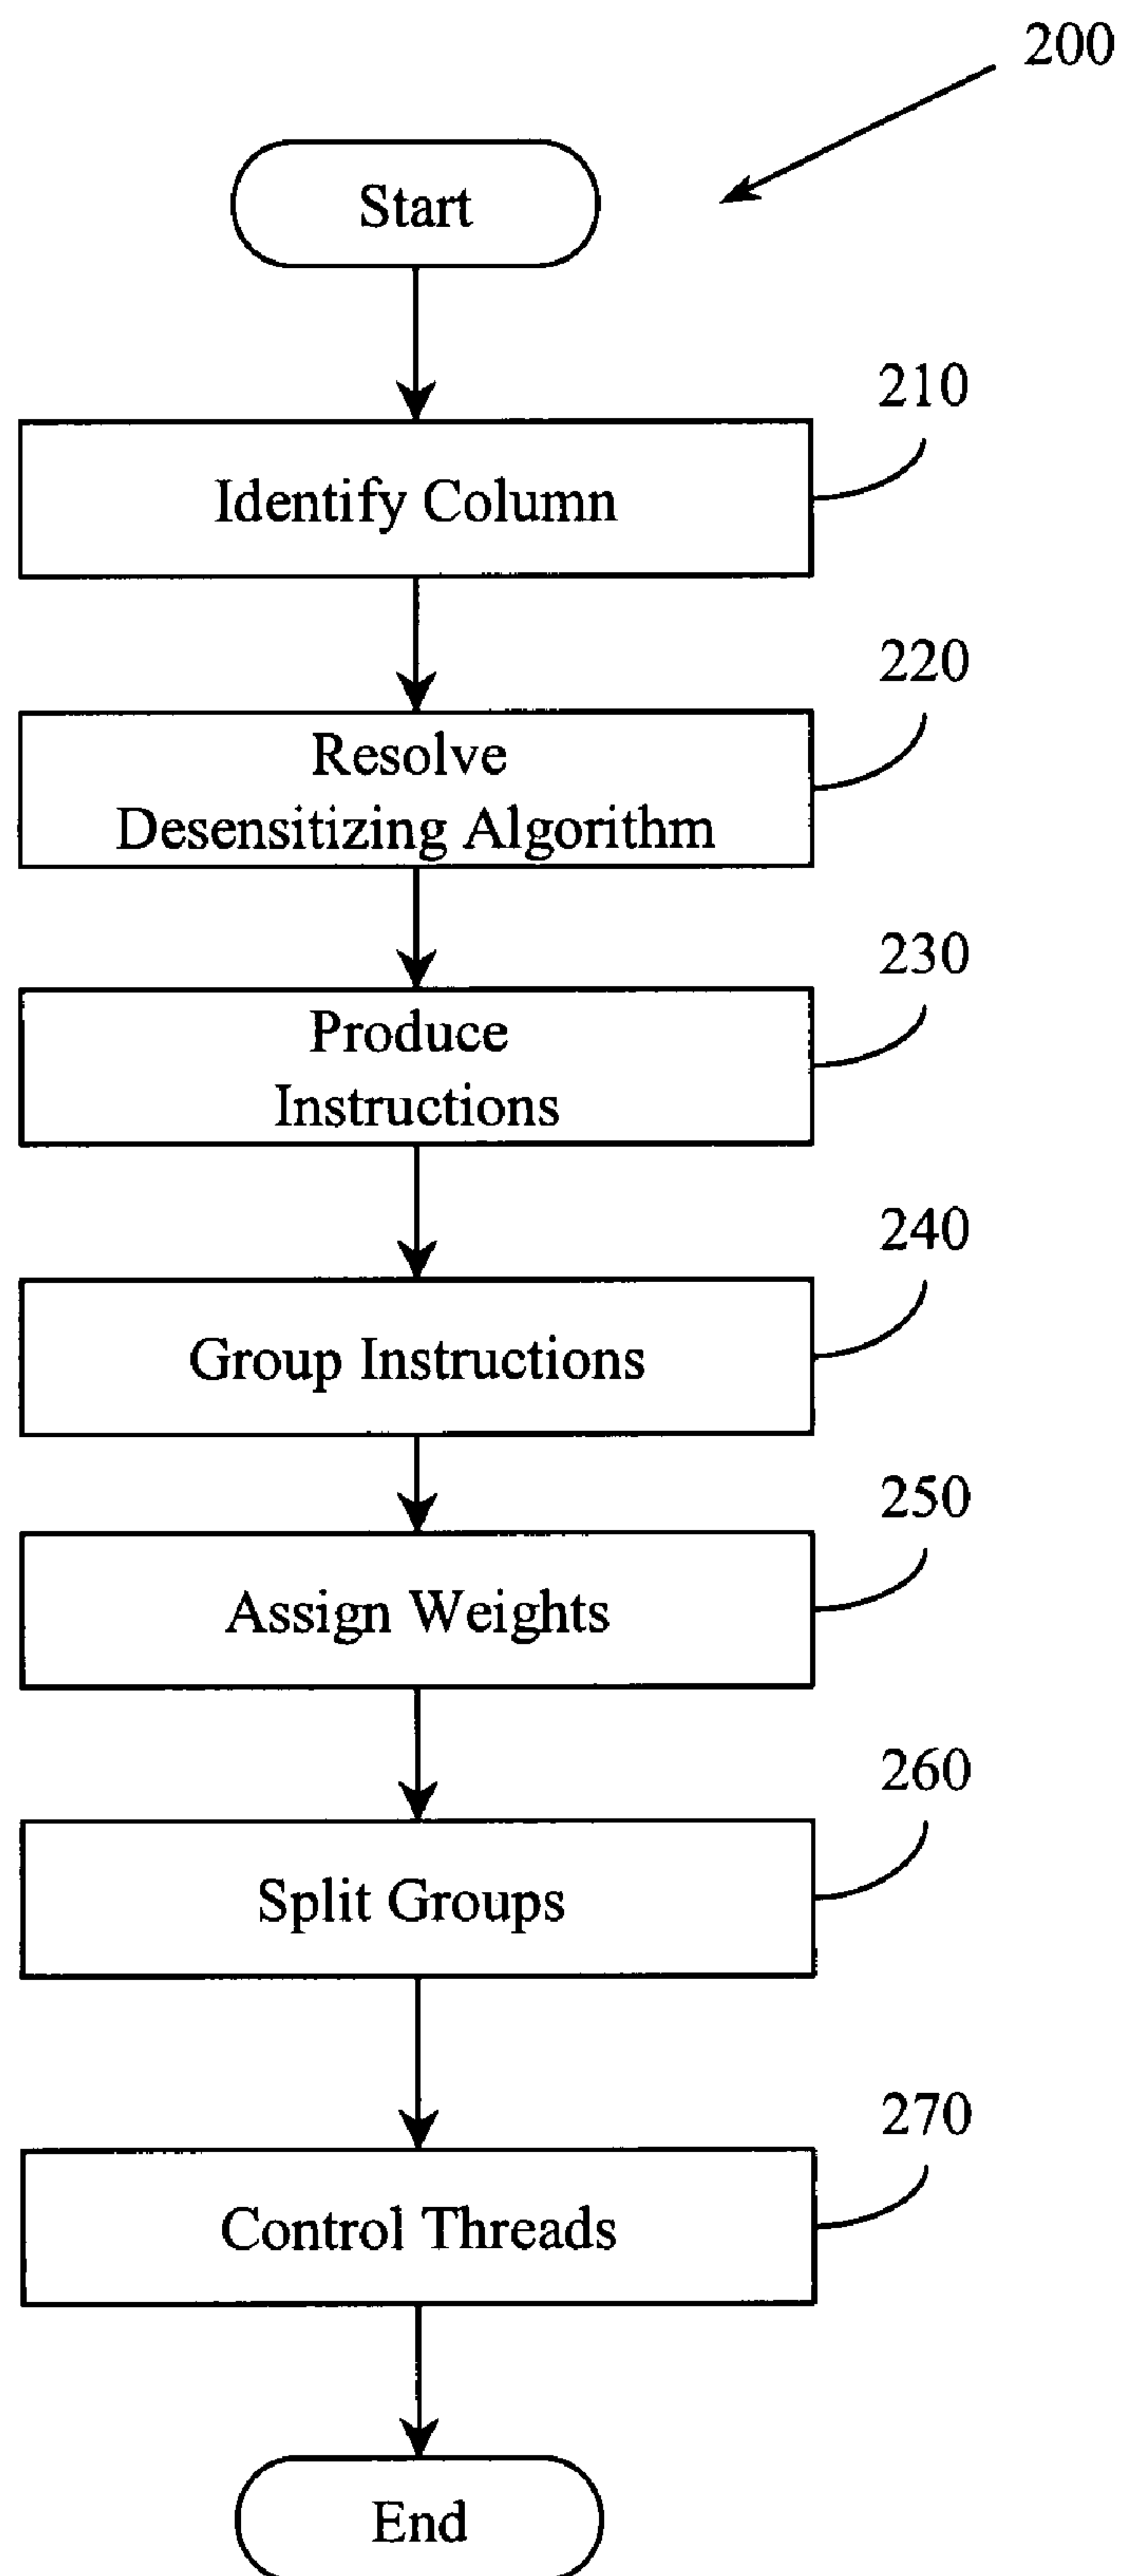 200
Start
210
Identify Column
220
Resolve
Desensitizing Algorithm
230
Produce
Instructions
240
Group Instructions
250
Assign Weights
260
Split Groups
270
Control Threads
End